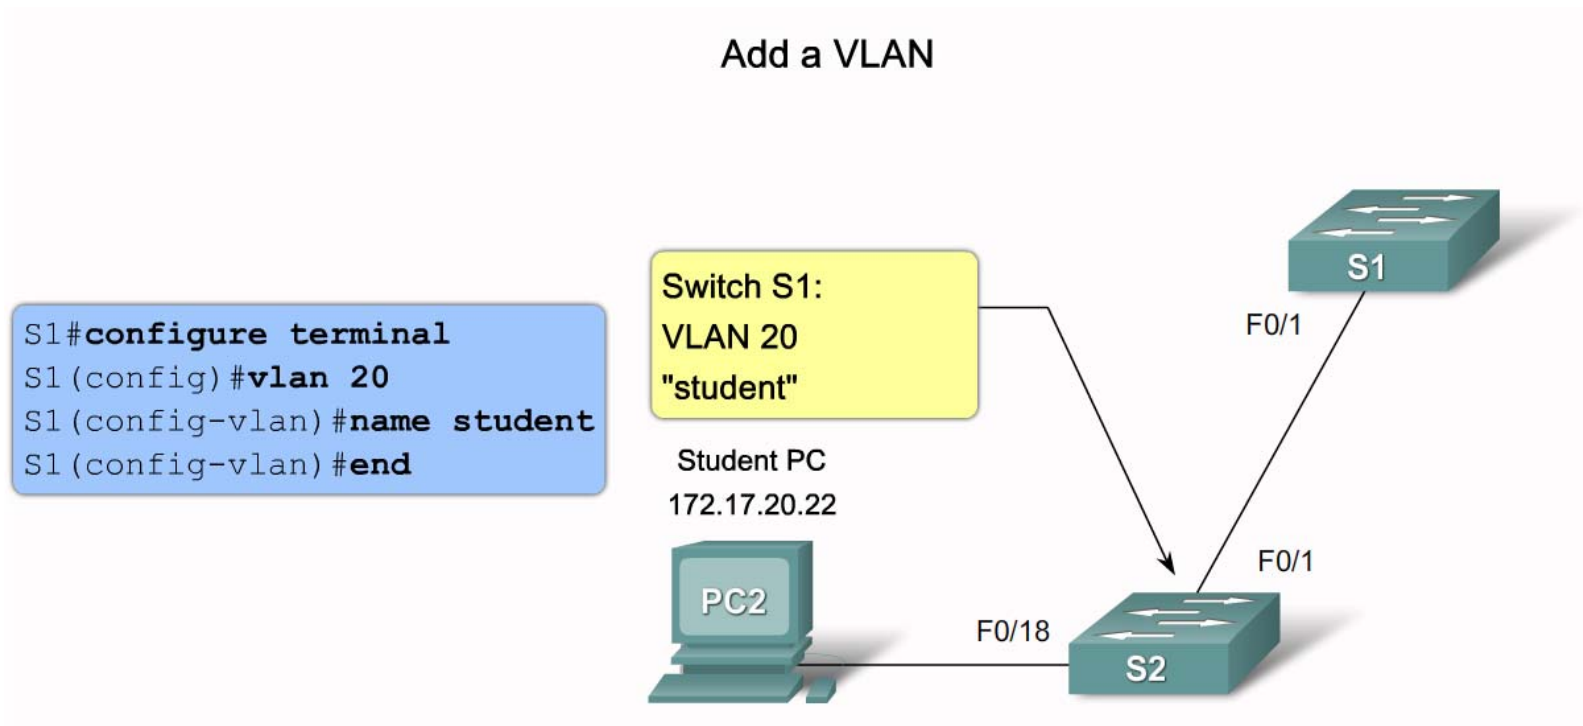 Add a VLAN
S1#configure terminal
S1(config)#vlan 20
S1(config-vlan)#name student
S1(config-vlan)#end
Switch S1:
VLAN 20
"student"
Student PC
172.17.20.22
PC2
S1
F0/1
F0/1
F0/18
S2